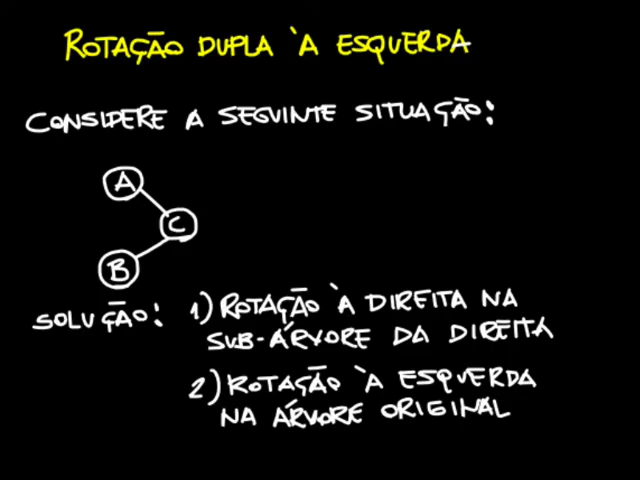 ROTAÇÃO DUPLA À ESQUERDA
CONSIDERE A SEGUINTE SITUAÇÃO:
A
C
B
SOLUÇÃO: 1) ROTAÇÃO À DIREITA NA
SUB-ÁRVORE DA DIREITA
2) ROTAÇÃO À ESQUERDA
NA ÁRVORE ORIGINAL